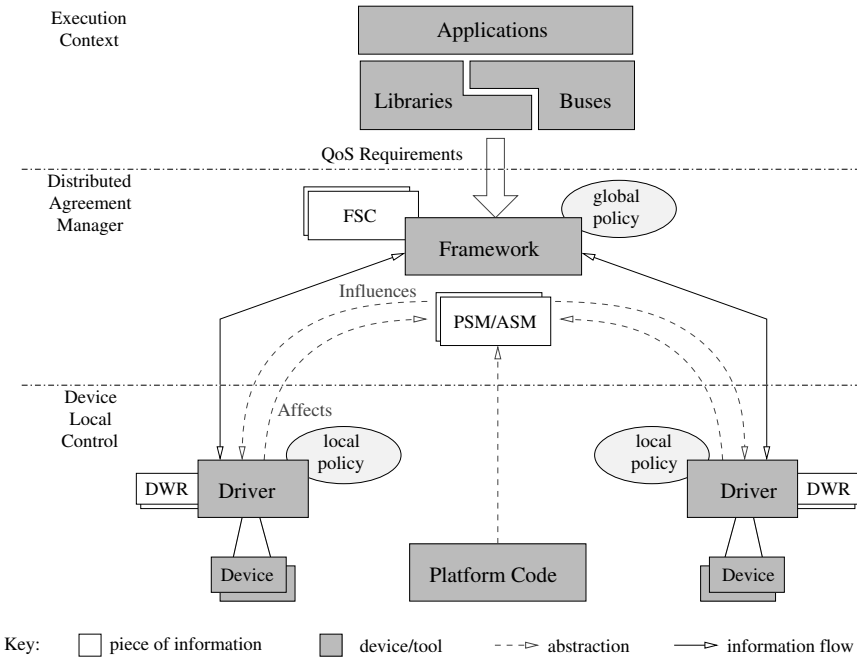 Execution
Context
Applications
Libraries
Buses
QoS Requirements
Distributed
Agreement
Manager
FSC
global
policy
Framework
Influences
PSM/ASM
Device
Local
Control
Affects
local
policy
local
policy
DWR
Driver
Driver
DWR
Device
Platform Code
Device
Key: piece of information device/tool abstraction information flow